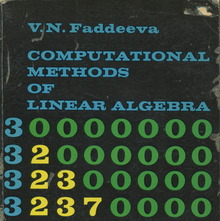 V. N. Faddeeva
COMPUTATIONAL
METHODS
OF
LINEAR ALGEBRA
30000000
32000000
32300000
32370000